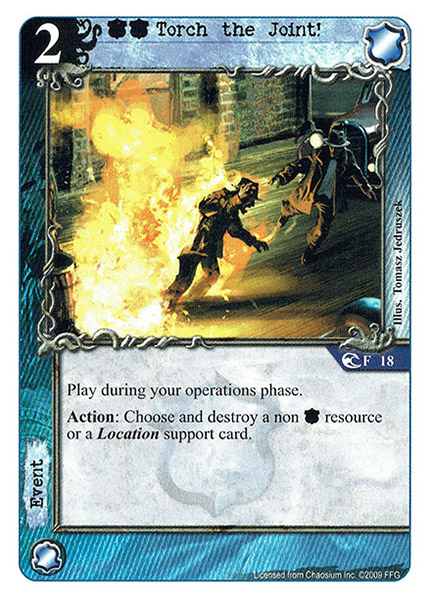 2 Torch the Joint!
Illus. Tomasz Jedruszek
F 18
Play during your operations phase.
Action: Choose and destroy a non resource
or a Location support card.
Event
Licensed from Chaosium Inc. ©2009 FFG